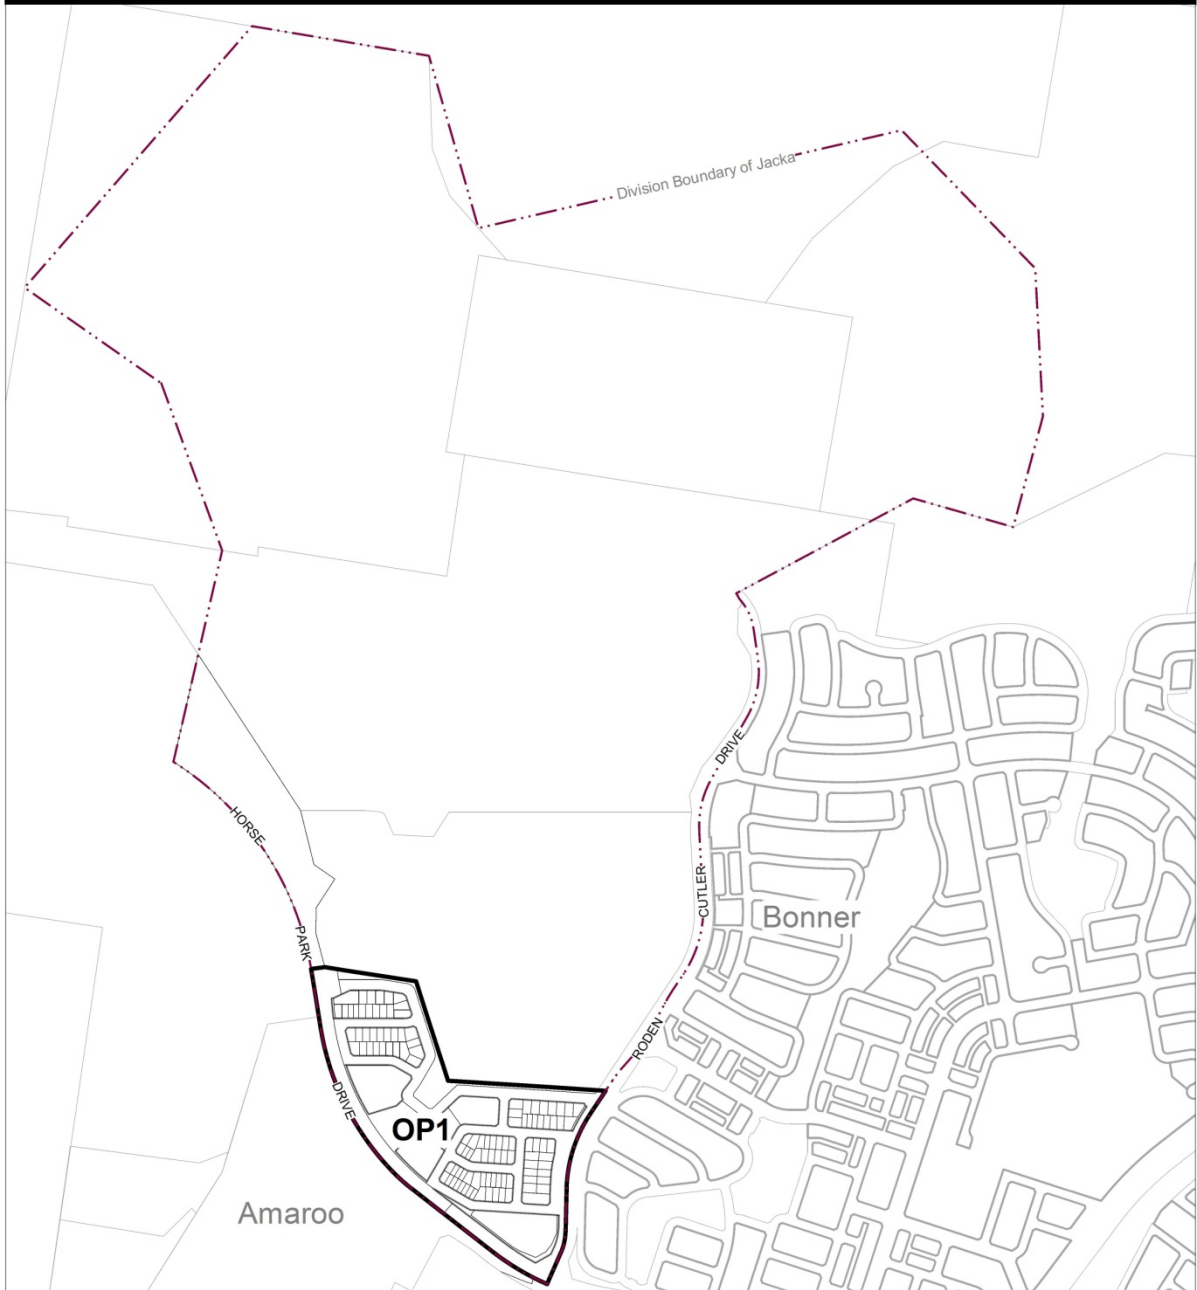 Division Boundary of Jacka
DRIVE
HORSE
CUTLER
Bonner
PARK
RODEN
DRIVE
OP1
Amaroo